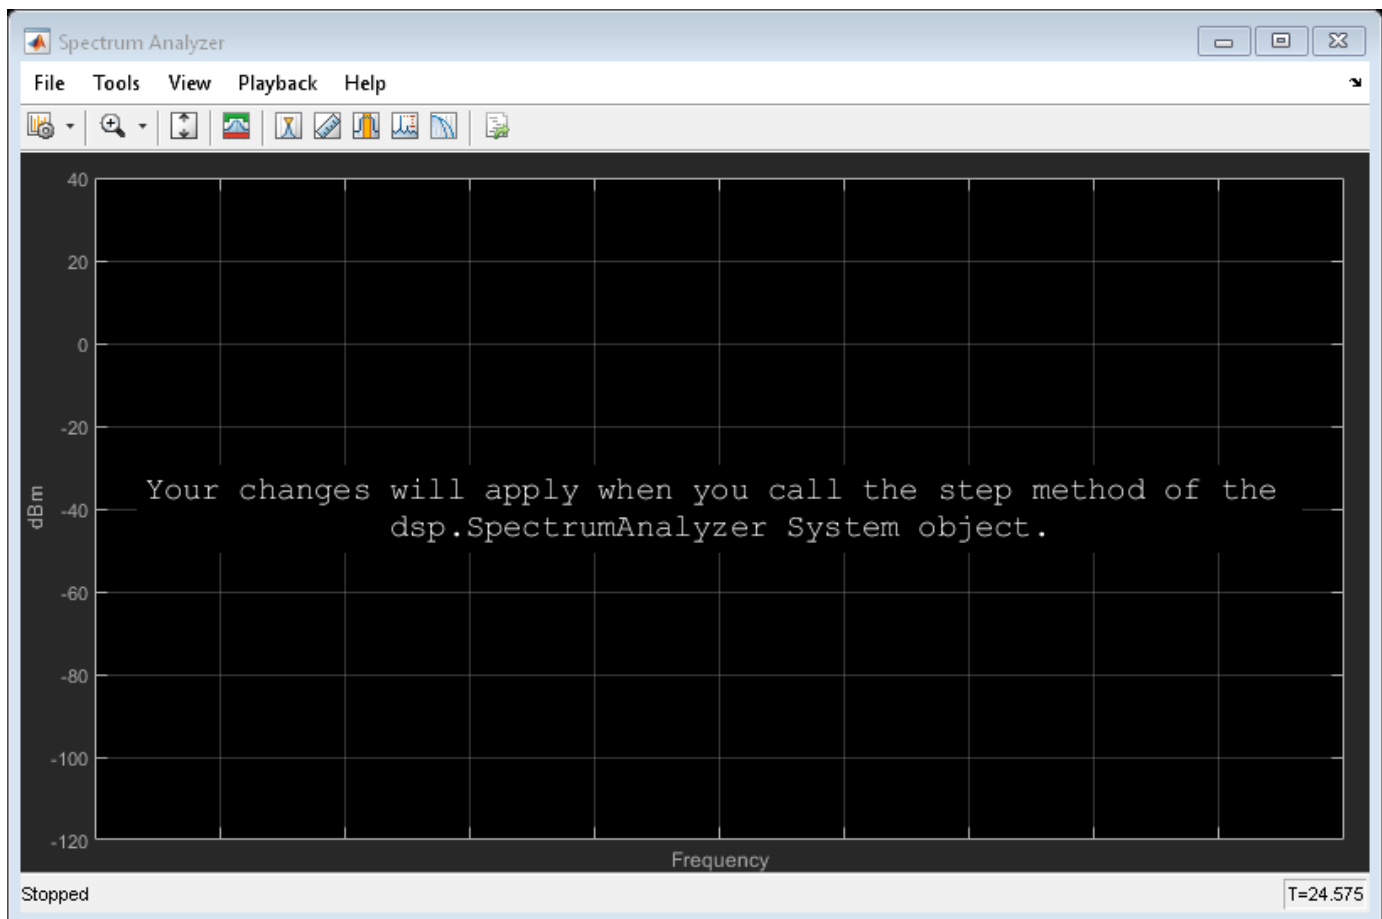 Spectrum Analyzer
File Tools View Playback Help
40
20
0
-20
-40
-60
-80
-100
-120
dBm
Your changes will apply when you call the step method of the
dsp.SpectrumAnalyzer System object.
Frequency
Stopped
T=24.575